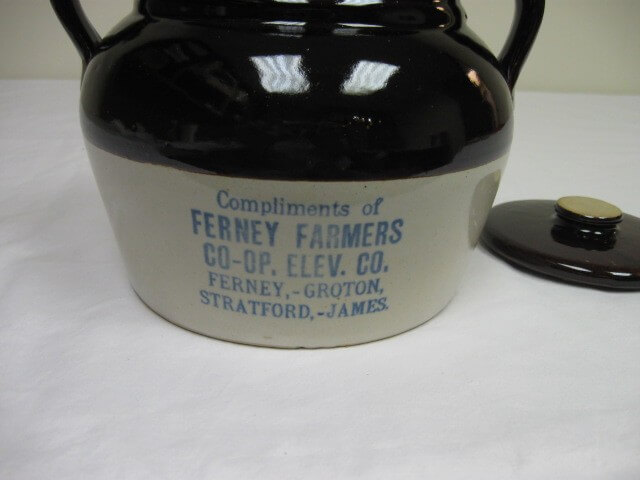 Compliments of
FERNEY FARMERS
CO-OP. ELEV. CO.
FERNEY,-GROTON,
STRATFORD,-JAMES.